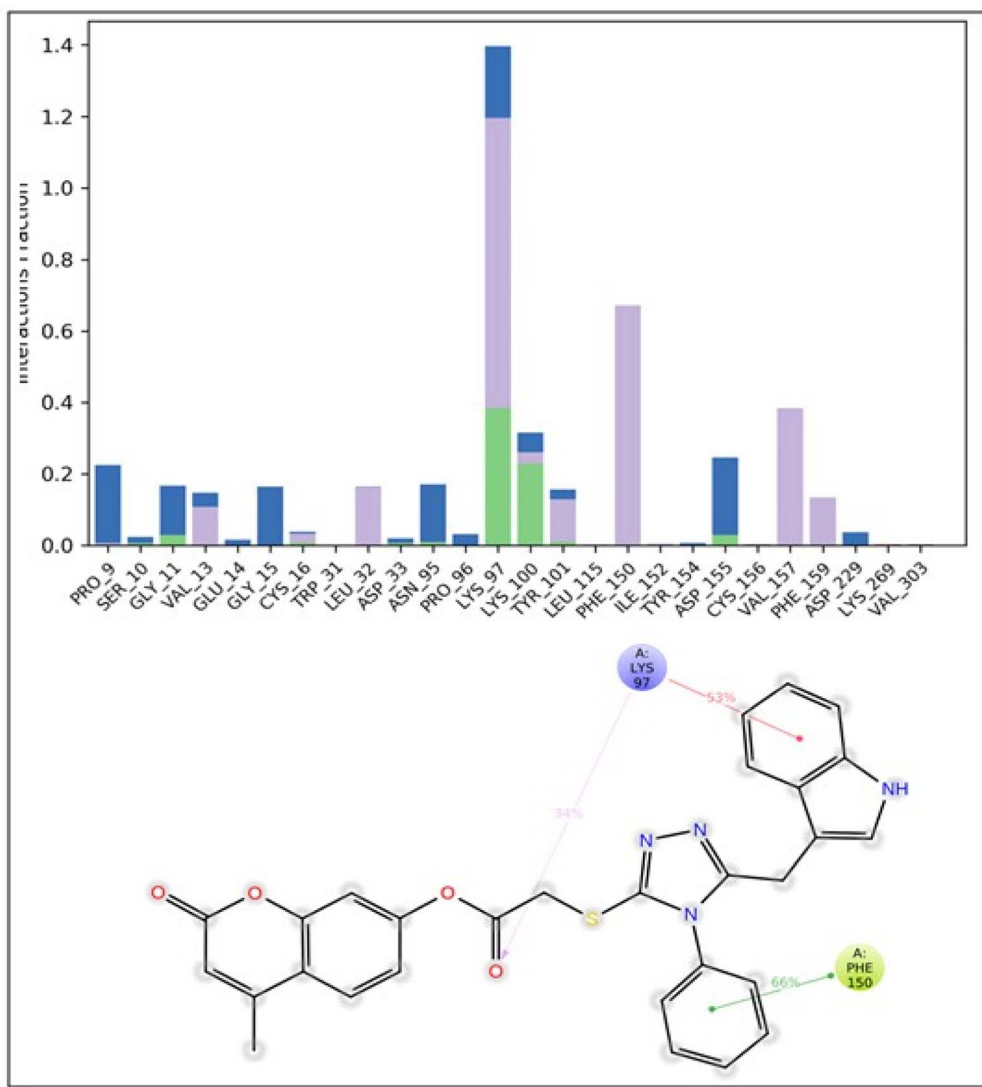 1.4
1.2
1.0
0.8
0.6
0.4
0.2
0.0
Interactions Fraction
PRO_9
SER_10
GLY_11
VAL_13
GLU_14
GLY_15
CYS_16
TRP_31
LEU_32
ASP_33
ASN_95
PRO_96
LYS_97
LYS_100
TYR_101
LEU_115
PHE_150
ILE_152
TYR_154
ASP_155
CYS_156
VAL_157
PHE_159
ASP_229
LYS_269
VAL_303
A:
LYS
97
53%
34%
NH
N
N
N
O
O
O
O
S
A:
PHE
150
66%